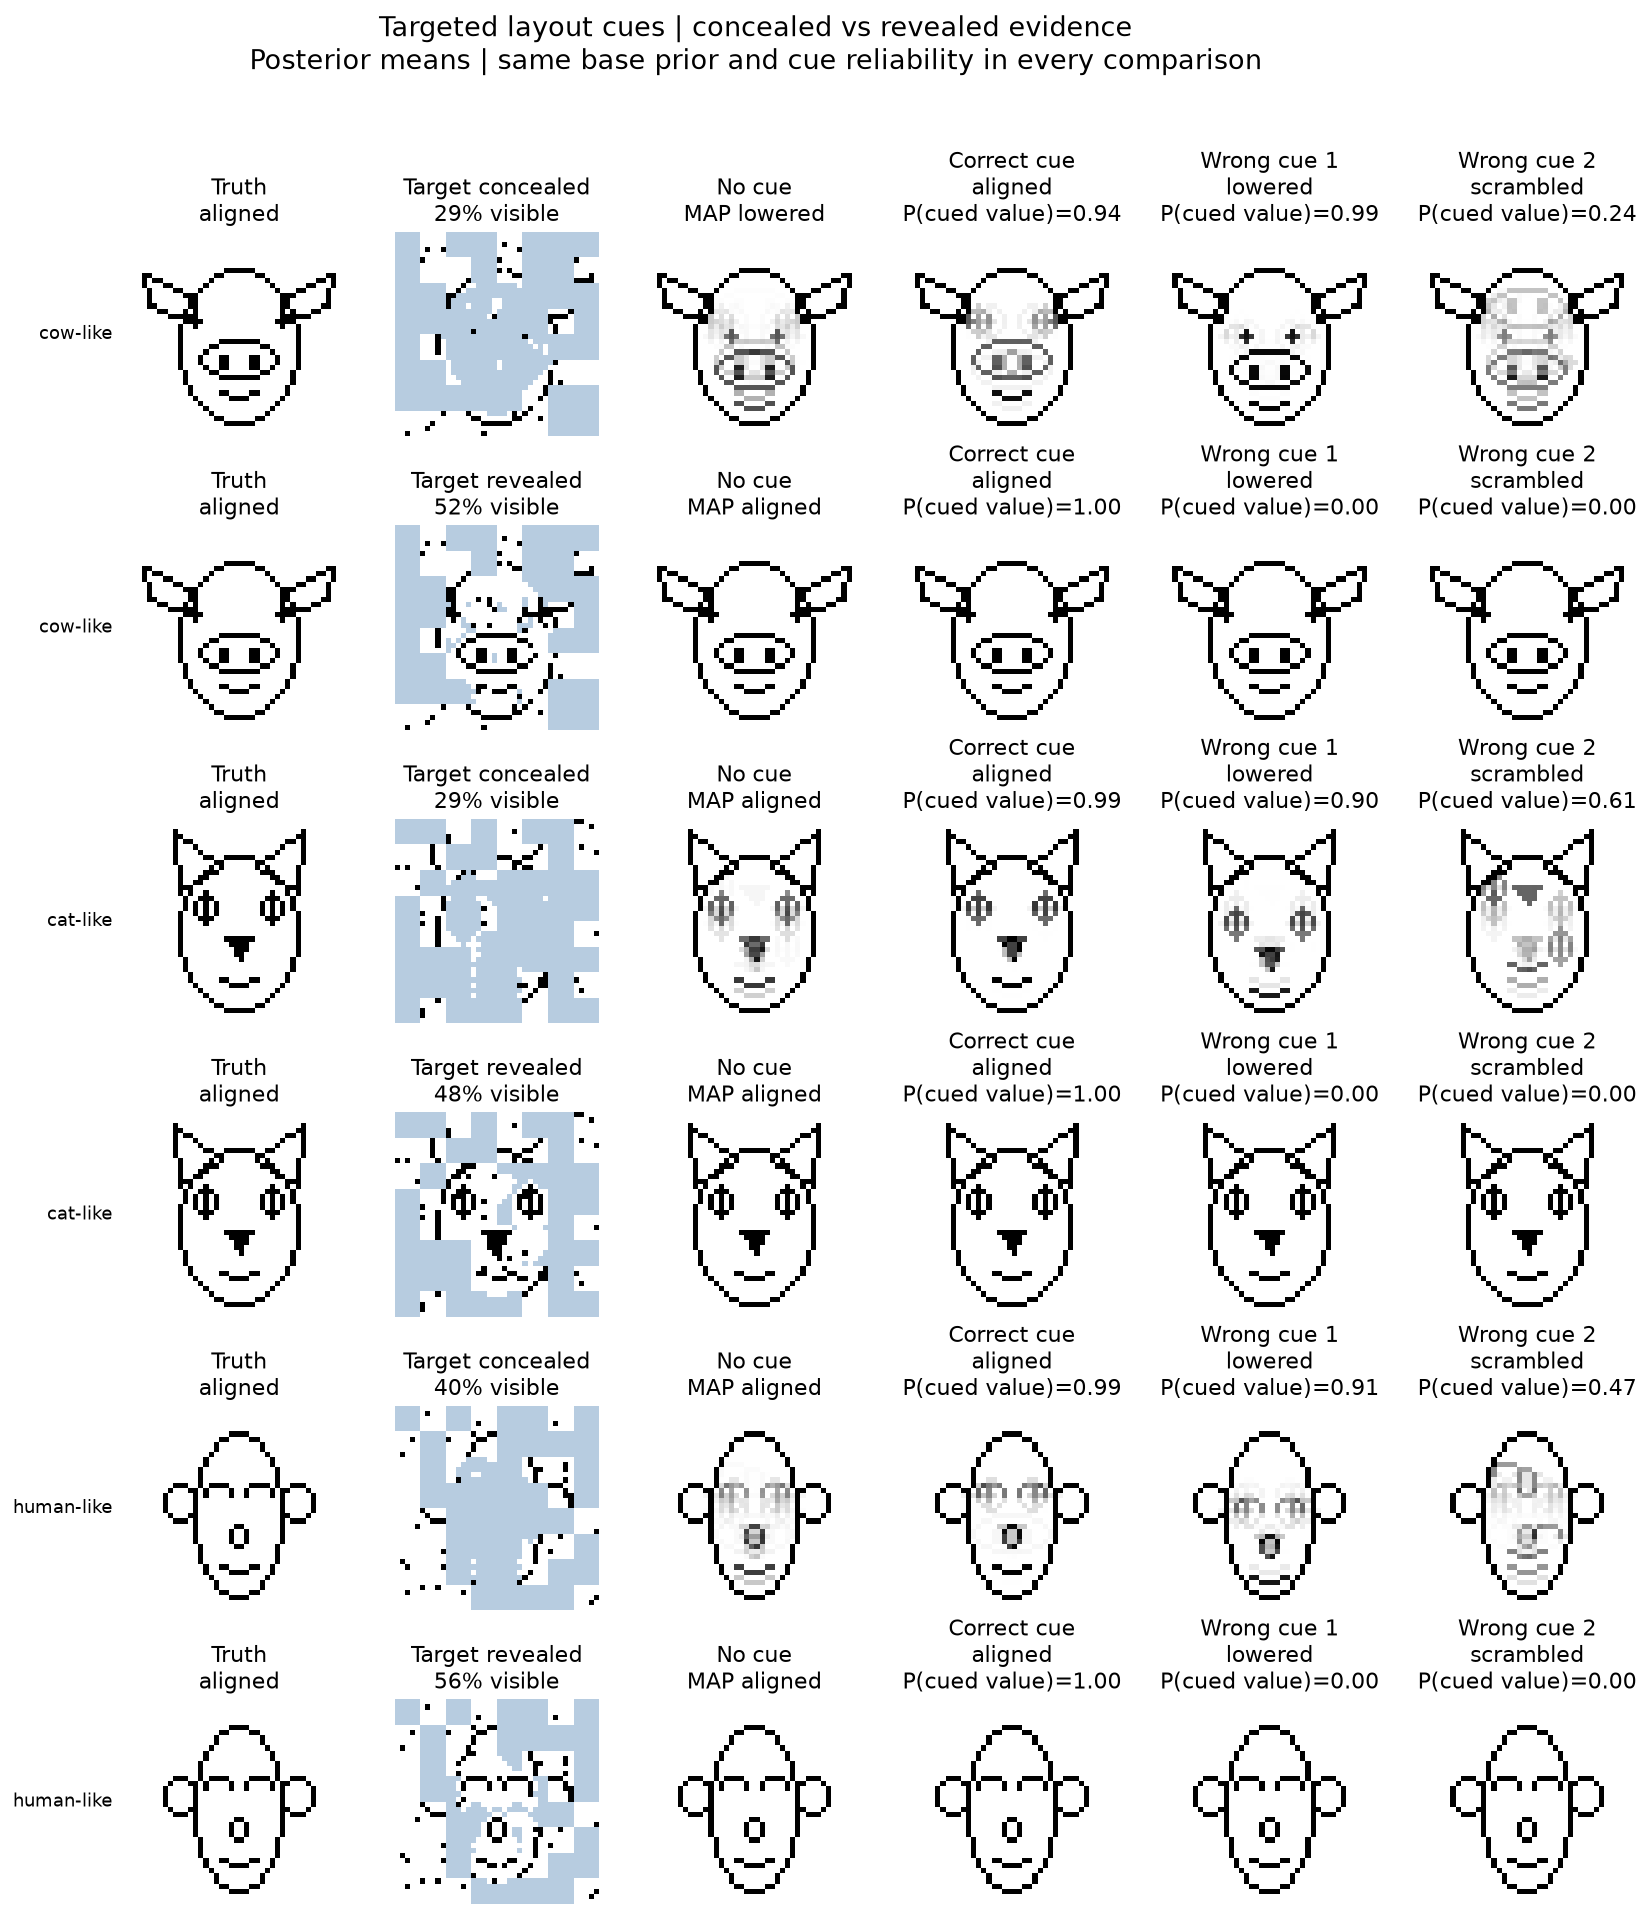 Targeted layout cues | concealed vs revealed evidence
Posterior means | same base prior and cue reliability in every comparison
Truth
aligned
Target concealed
29% visible
No cue
MAP lowered
Correct cue
aligned
P(cued value)=0.94
Wrong cue 1
lowered
P(cued value)=0.99
Wrong cue 2
scrambled
P(cued value)=0.24
cow-like
Truth
aligned
Target revealed
52% visible
No cue
MAP aligned
Correct cue
aligned
P(cued value)=1.00
Wrong cue 1
lowered
P(cued value)=0.00
Wrong cue 2
scrambled
P(cued value)=0.00
cow-like
Truth
aligned
Target concealed
29% visible
No cue
MAP aligned
Correct cue
aligned
P(cued value)=0.99
Wrong cue 1
lowered
P(cued value)=0.90
Wrong cue 2
scrambled
P(cued value)=0.61
cat-like
Truth
aligned
Target revealed
48% visible
No cue
MAP aligned
Correct cue
aligned
P(cued value)=1.00
Wrong cue 1
lowered
P(cued value)=0.00
Wrong cue 2
scrambled
P(cued value)=0.00
cat-like
Truth
aligned
Target concealed
40% visible
No cue
MAP aligned
Correct cue
aligned
P(cued value)=0.99
Wrong cue 1
lowered
P(cued value)=0.91
Wrong cue 2
scrambled
P(cued value)=0.47
human-like
Truth
aligned
Target revealed
56% visible
No cue
MAP aligned
Correct cue
aligned
P(cued value)=1.00
Wrong cue 1
lowered
P(cued value)=0.00
Wrong cue 2
scrambled
P(cued value)=0.00
human-like